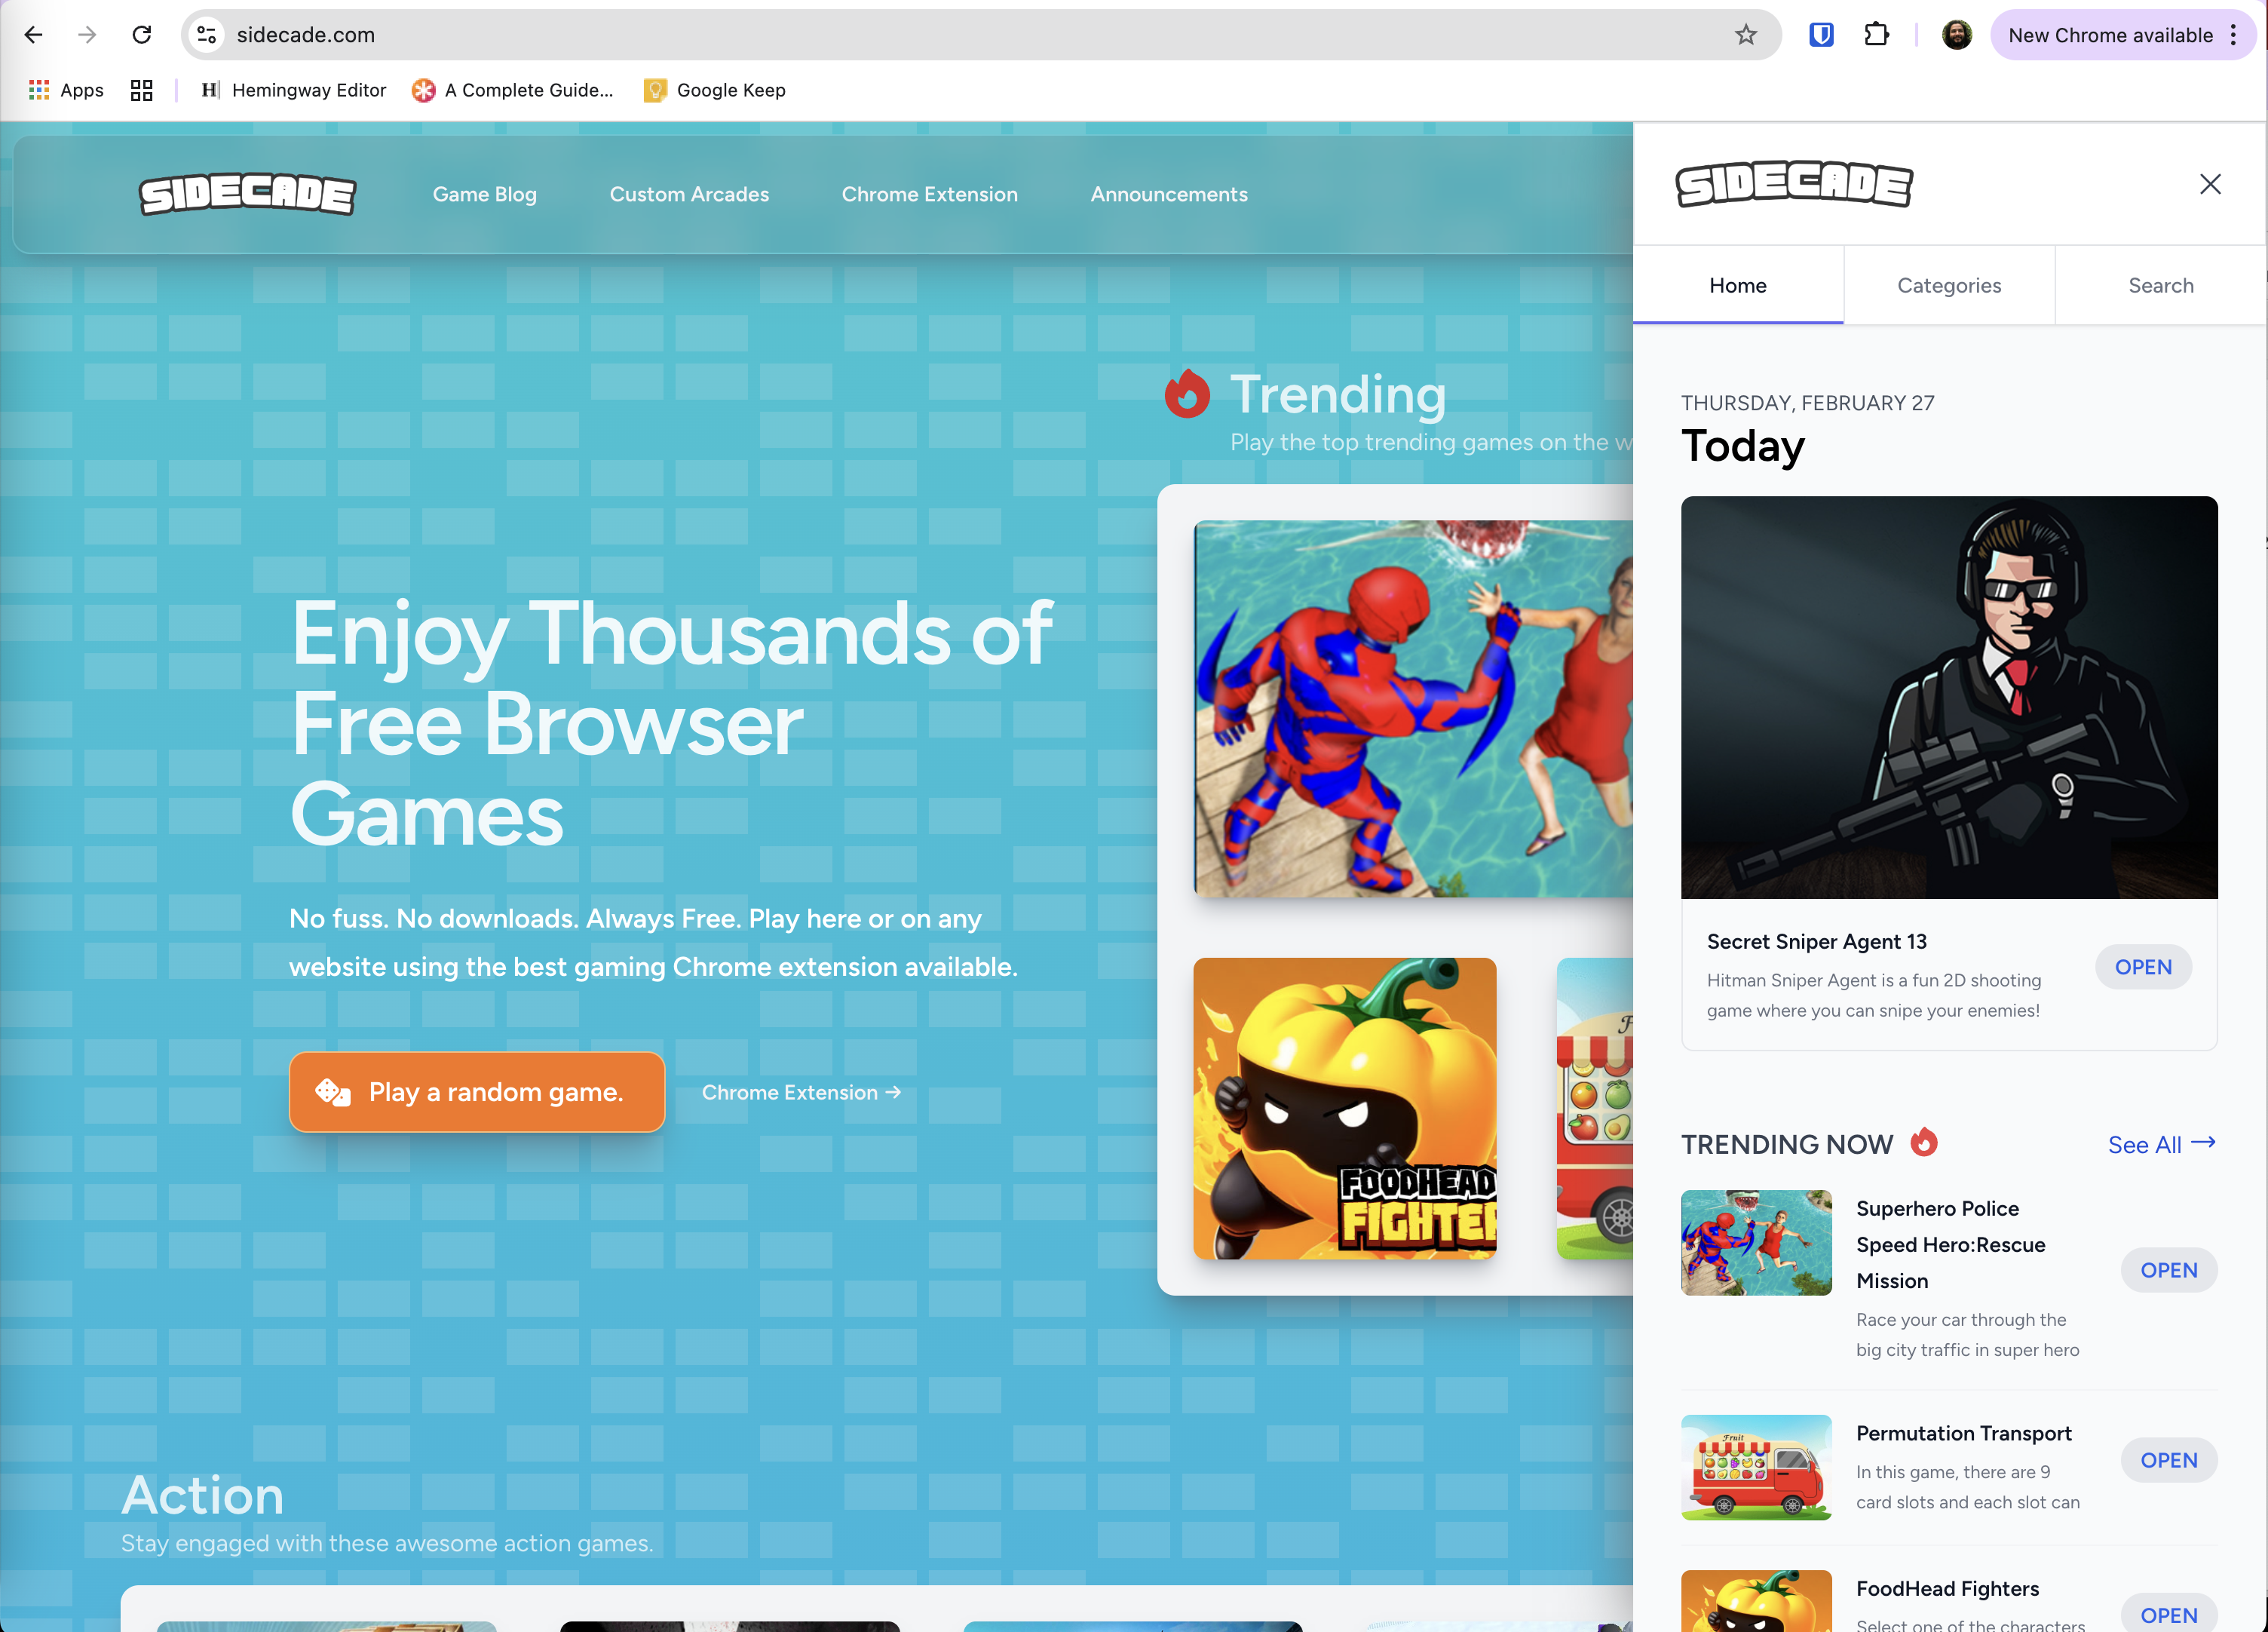 sidecade.com
New Chrome available
Apps
Hemingway Editor
A Complete Guide...
Google Keep
SIDECADE
Game Blog
Custom Arcades
Chrome Extension
Announcements
Trending
Play the top trending games on the w
Enjoy Thousands of
Free Browser
Games
No fuss. No downloads. Always Free. Play here or on any
website using the best gaming Chrome extension available.
Play a random game.
Chrome Extension →
FOODHEAD
FIGHTER
Action
Stay engaged with these awesome action games.
SIDECADE
Home
Categories
Search
THURSDAY, FEBRUARY 27
Today
Secret Sniper Agent 13
Hitman Sniper Agent is a fun 2D shooting
game where you can snipe your enemies!
OPEN
TRENDING NOW
See All →
Superhero Police
Speed Hero:Rescue
Mission
Race your car through the
big city traffic in super hero
OPEN
Fruit
Permutation Transport
In this game, there are 9
card slots and each slot can
OPEN
FoodHead Fighters
Select one of the characters
OPEN